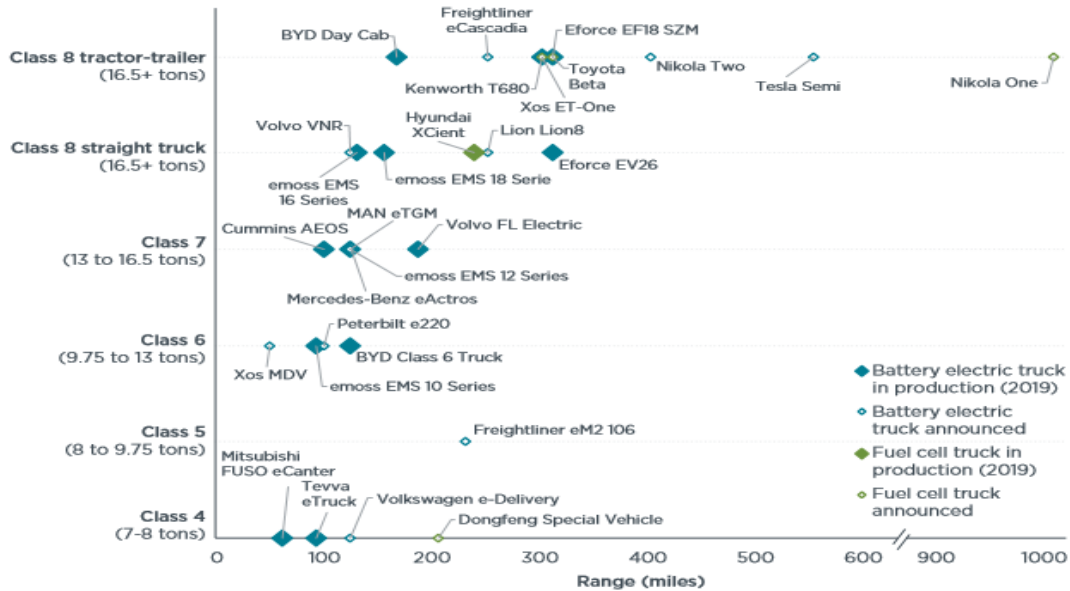 Freightliner
eCascadia
BYD Day Cab
Eforce EF18 SZM
Class 8 tractor-trailer
(16.5+ tons)
Kenworth T680
Toyota
Beta
Xos ET-One
Nikola Two
Tesla Semi
Nikola One
Class 8 straight truck
(16.5+ tons)
Volvo VNR
Hyundai
XCient
Lion Lion8
emoss EMS
16 Series
emoss EMS 18 Serie
Eforce EV26
Class 7
(13 to 16.5 tons)
Cummins AEOS
MAN eTGM
Volvo FL Electric
emoss EMS 12 Series
Mercedes-Benz eActros
Class 6
(9.75 to 13 tons)
Peterbilt e220
BYD Class 6 Truck
Xos MDV
emoss EMS 10 Series
Class 5
(8 to 9.75 tons)
Freightliner eM2 106
Class 4
(7-8 tons)
Mitsubishi
FUSO eCanter
Tevva
eTruck
Volkswagen e-Delivery
Dongfeng Special Vehicle
Battery electric truck
in production (2019)
Battery electric
truck announced
Fuel cell truck in
production (2019)
Fuel cell truck
announced
0 100 200 300 400 500 600 900 1000
Range (miles)